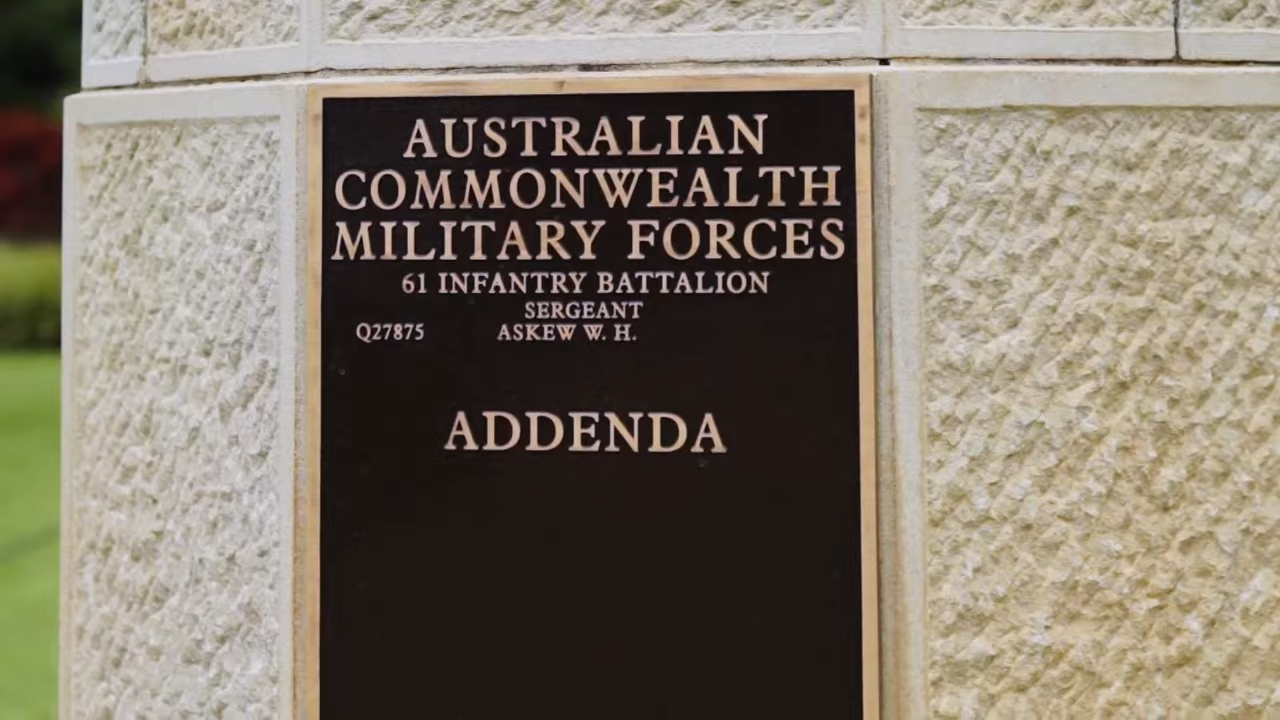 AUSTRALIAN
COMMONWEALTH
MILITARY FORCES
61 INFANTRY BATTALION
SERGEANT
Q27875 ASKEW W. H.
ADDENDA